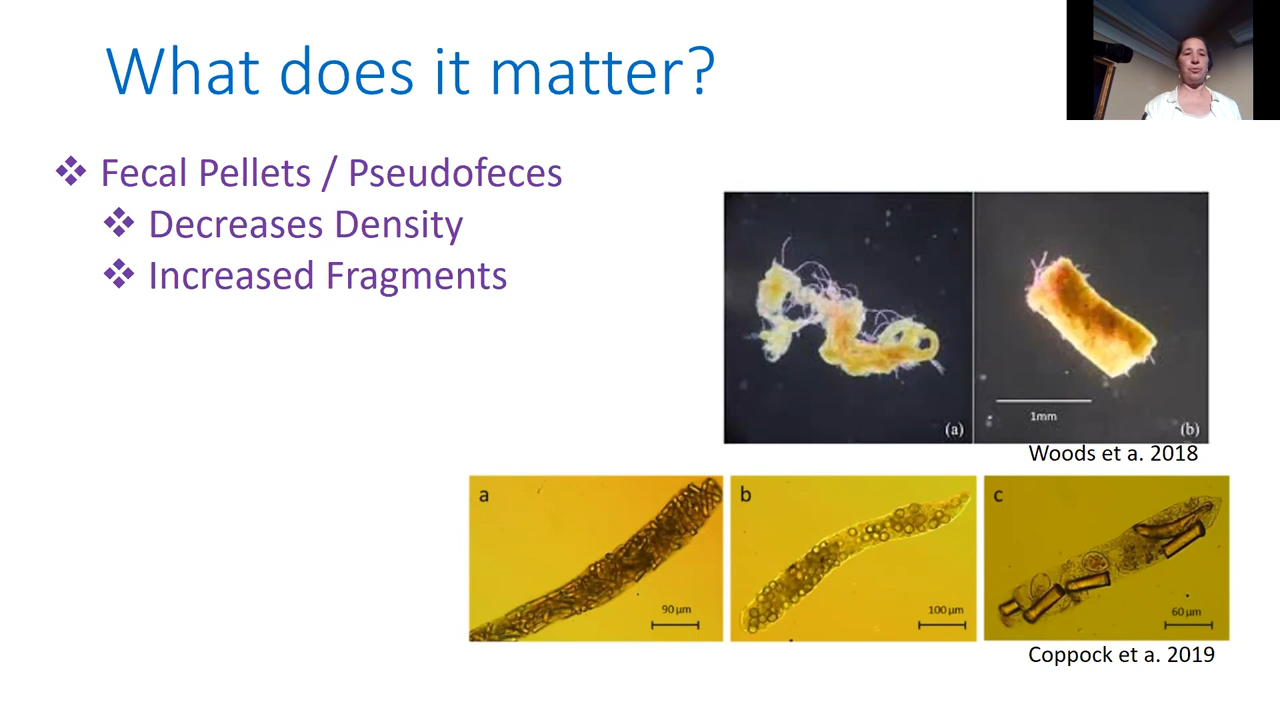 What does it matter?
❖ Fecal Pellets / Pseudofeces
❖ Decreases Density
❖ Increased Fragments
1mm
(a)
(b)
Woods et a. 2018
a
b
c
90 µm
100 µm
60 µm
Coppock et a. 2019